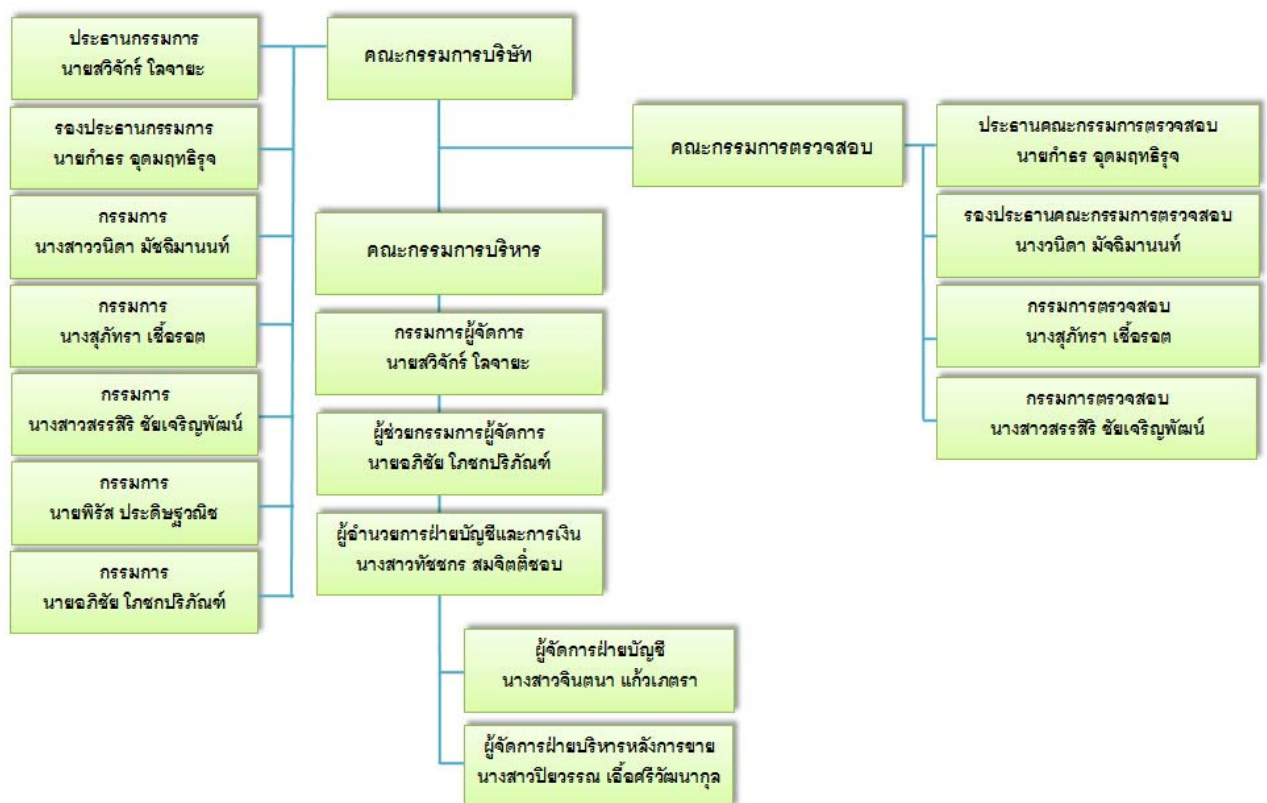 ประธานกรรมการ
นายสวิจักร์ โลจายะ
รองประธานกรรมการ
นายกำธร อุดมฤทธิรุจ
กรรมการ
นางสาววนิดา มัชฉิมานนท์
กรรมการ
นางสุภัทรา เชื้อรอต
กรรมการ
นางสาวสรรสิริ ชัยเจริญพัฒน์
กรรมการ
นายพิรัส ประดิษฐวณิช
กรรมการ
นายอภิชัย โภชกปริภัณฑ์
คณะกรรมการบริษัท
คณะกรรมการบริหาร
กรรมการผู้จัดการ
นายสวิจักร์ โลจายะ
ผู้ช่วยกรรมการผู้จัดการ
นายอภิชัย โภชกปริภัณฑ์
ผู้อำนวยการฝ่ายบัญชีและการเงิน
นางสาวทัชชกร สมจิตติ่ชอบ
ผู้จัดการฝ่ายบัญชี
นางสาวจินตนา แก้วเภตรา
ผู้จัดการฝ่ายบริหารหลังการขาย
นางสาวปิยวรรณ เอื้อศรีวัฒนากุล
คณะกรรมการตรวจสอบ
ประธานคณะกรรมการตรวจสอบ
นายกำธร อุดมฤทธิรุจ
รองประธานคณะกรรมการตรวจสอบ
นางวนิดา มัจฉิมานนท์
กรรมการตรวจสอบ
นางสุภัทรา เชื้อรอต
กรรมการตรวจสอบ
นางสาวสรรสิริ ชัยเจริญพัฒน์